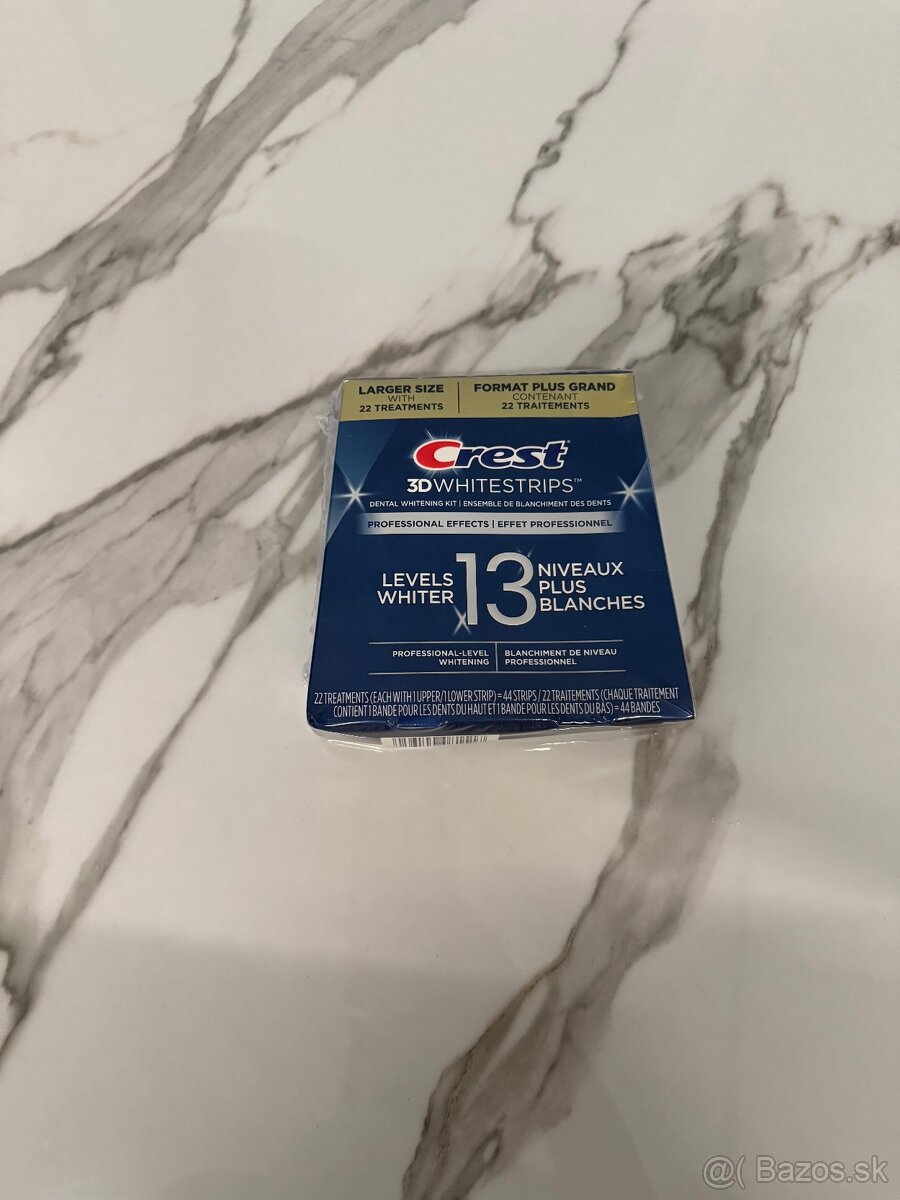 LARGER SIZE
WITH
22 TREATMENTS
FORMAT PLUS GRAND
CONTENANT
22 TRAITEMENTS
Crest
3DWHITESTRIPS™
DENTAL WHITENING KIT | ENSEMBLE DE BLANCHIMENT DES DENTS
PROFESSIONAL EFFECTS | EFFET PROFESSIONNEL
LEVELS
WHITER
13
NIVEAUX
PLUS
BLANCHES
PROFESSIONAL-LEVEL
WHITENING
BLANCHIMENT DE NIVEAU
PROFESSIONNEL
22 TREATMENTS (EACH WITH 1 UPPER/1 LOWER STRIP) = 44 STRIPS / 22 TRAITEMENTS (CHAQUE TRAITEMENT
CONTIENT 1 BANDE POUR LES DENTS DU HAUT ET 1 BANDE POUR LES DENTS DU BAS) = 44 BANDES
@( Bazos.sk